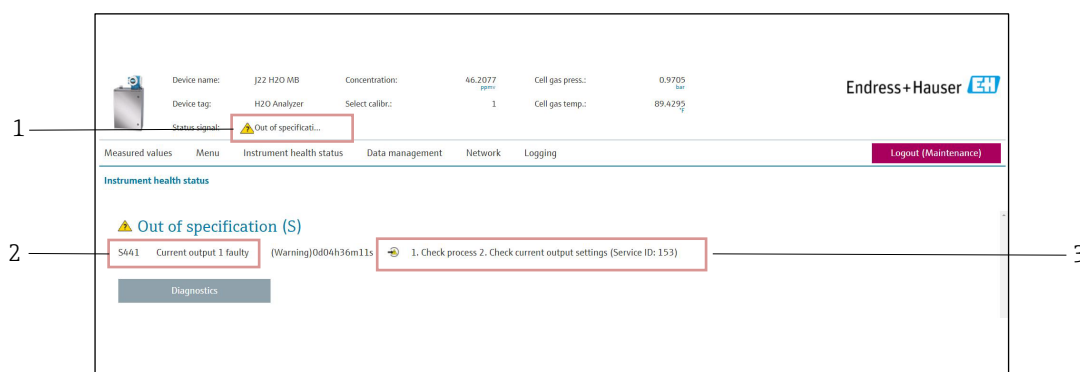 Device name: J22 H2O MB Concentration: 46.2077 ppmv Cell gas press.: 0.9705 bar
Endress+Hauser EH
Device tag: H2O Analyzer Select calibr.: 1 Cell gas temp.: 89.4295 °F
1
Status signal: Out of specificati...
Measured values Menu Instrument health status Data management Network Logging Logout (Maintenance)
Instrument health status
Out of specification (S)
2
S441 Current output 1 faulty (Warning)0d04h36m11s 1. Check process 2. Check current output settings (Service ID: 153)
3
Diagnostics